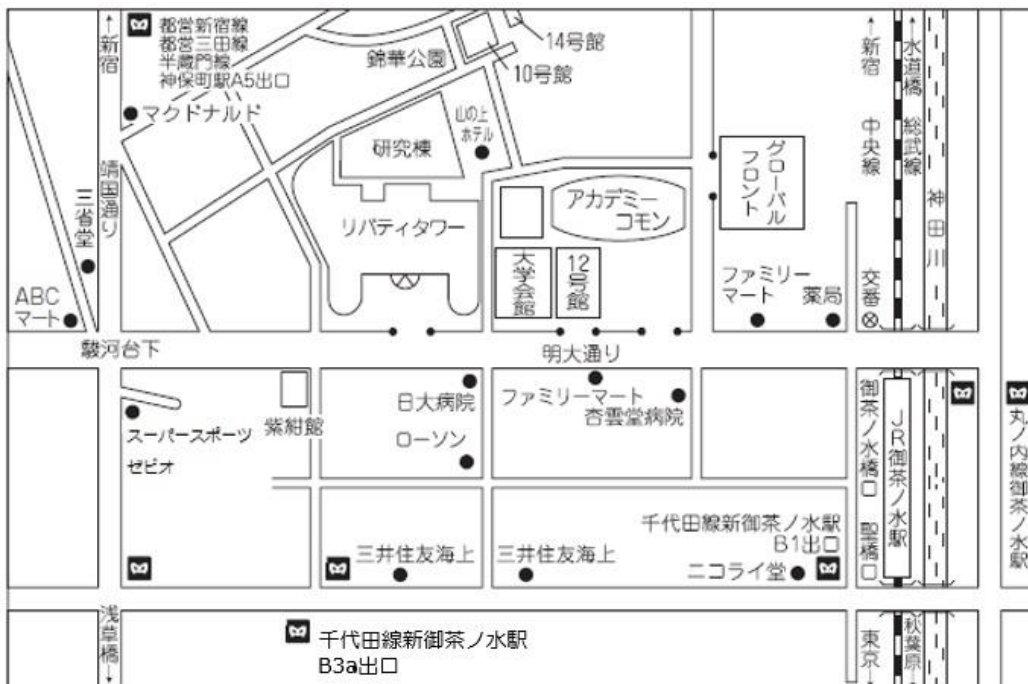 ↑新宿
都営新宿線
都営三田線
半蔵門線
神保町駅A5出口
マクドナルド
靖国通り
三省堂
ABC
マート
駿河台下
錦華公園
14号館
10号館
山の上
ホテル
研究棟
リバティタワー
アカデミー
コモン
大学会館
12号館
グローバル
フロント
ファミリー
マート
薬局
交番
↑新宿 中央線
↑水道橋 総武線
神田川
明大通り
スーパースポーツ
ゼビオ
紫紺館
日大病院
ローソン
ファミリーマート
杏雲堂病院
御茶ノ水橋口
聖橋口
JR御茶ノ水駅
丸ノ内線御茶ノ水駅
三井住友海上
三井住友海上
千代田線新御茶ノ水駅
B1出口
ニコライ堂
浅草橋↓
千代田線新御茶ノ水駅
B3a出口
東京↓
秋葉原↓